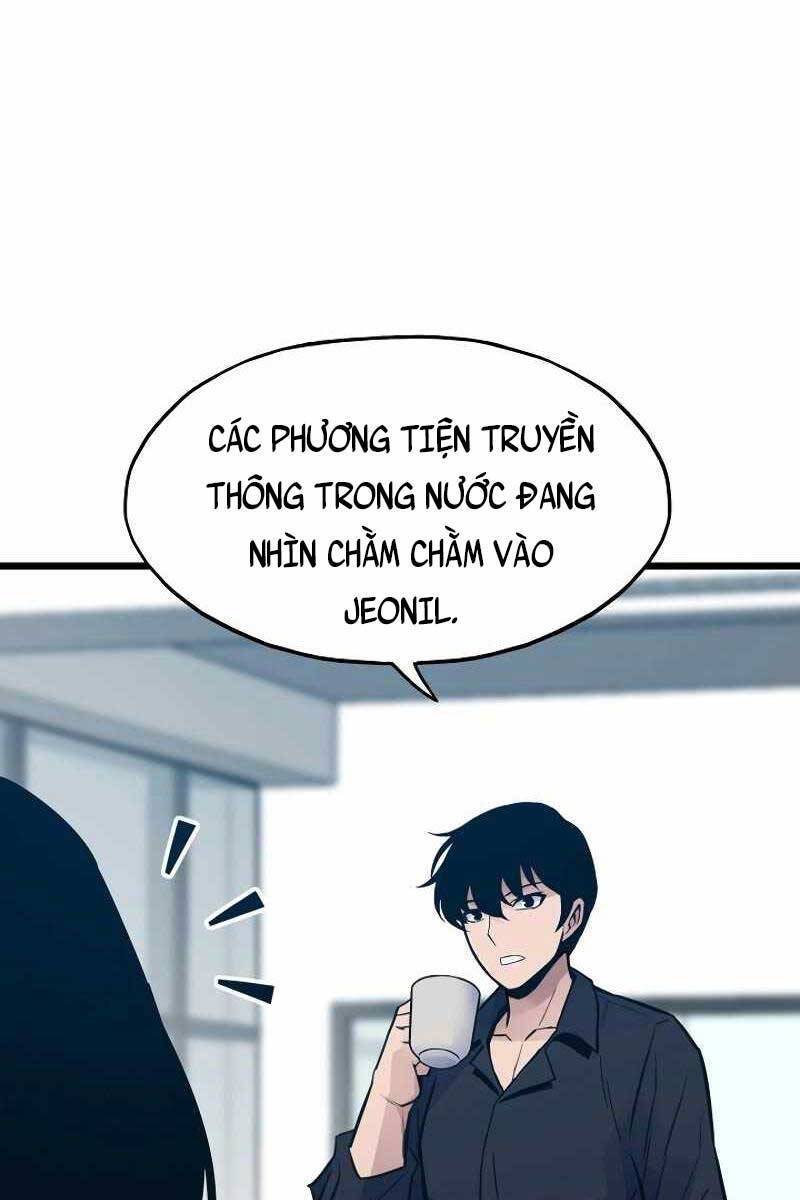 CÁC PHƯƠNG TIỆN TRUYỀN
THÔNG TRONG NƯỚC ĐANG
NHÌN CHẰM CHẰM VÀO
JEONIL.